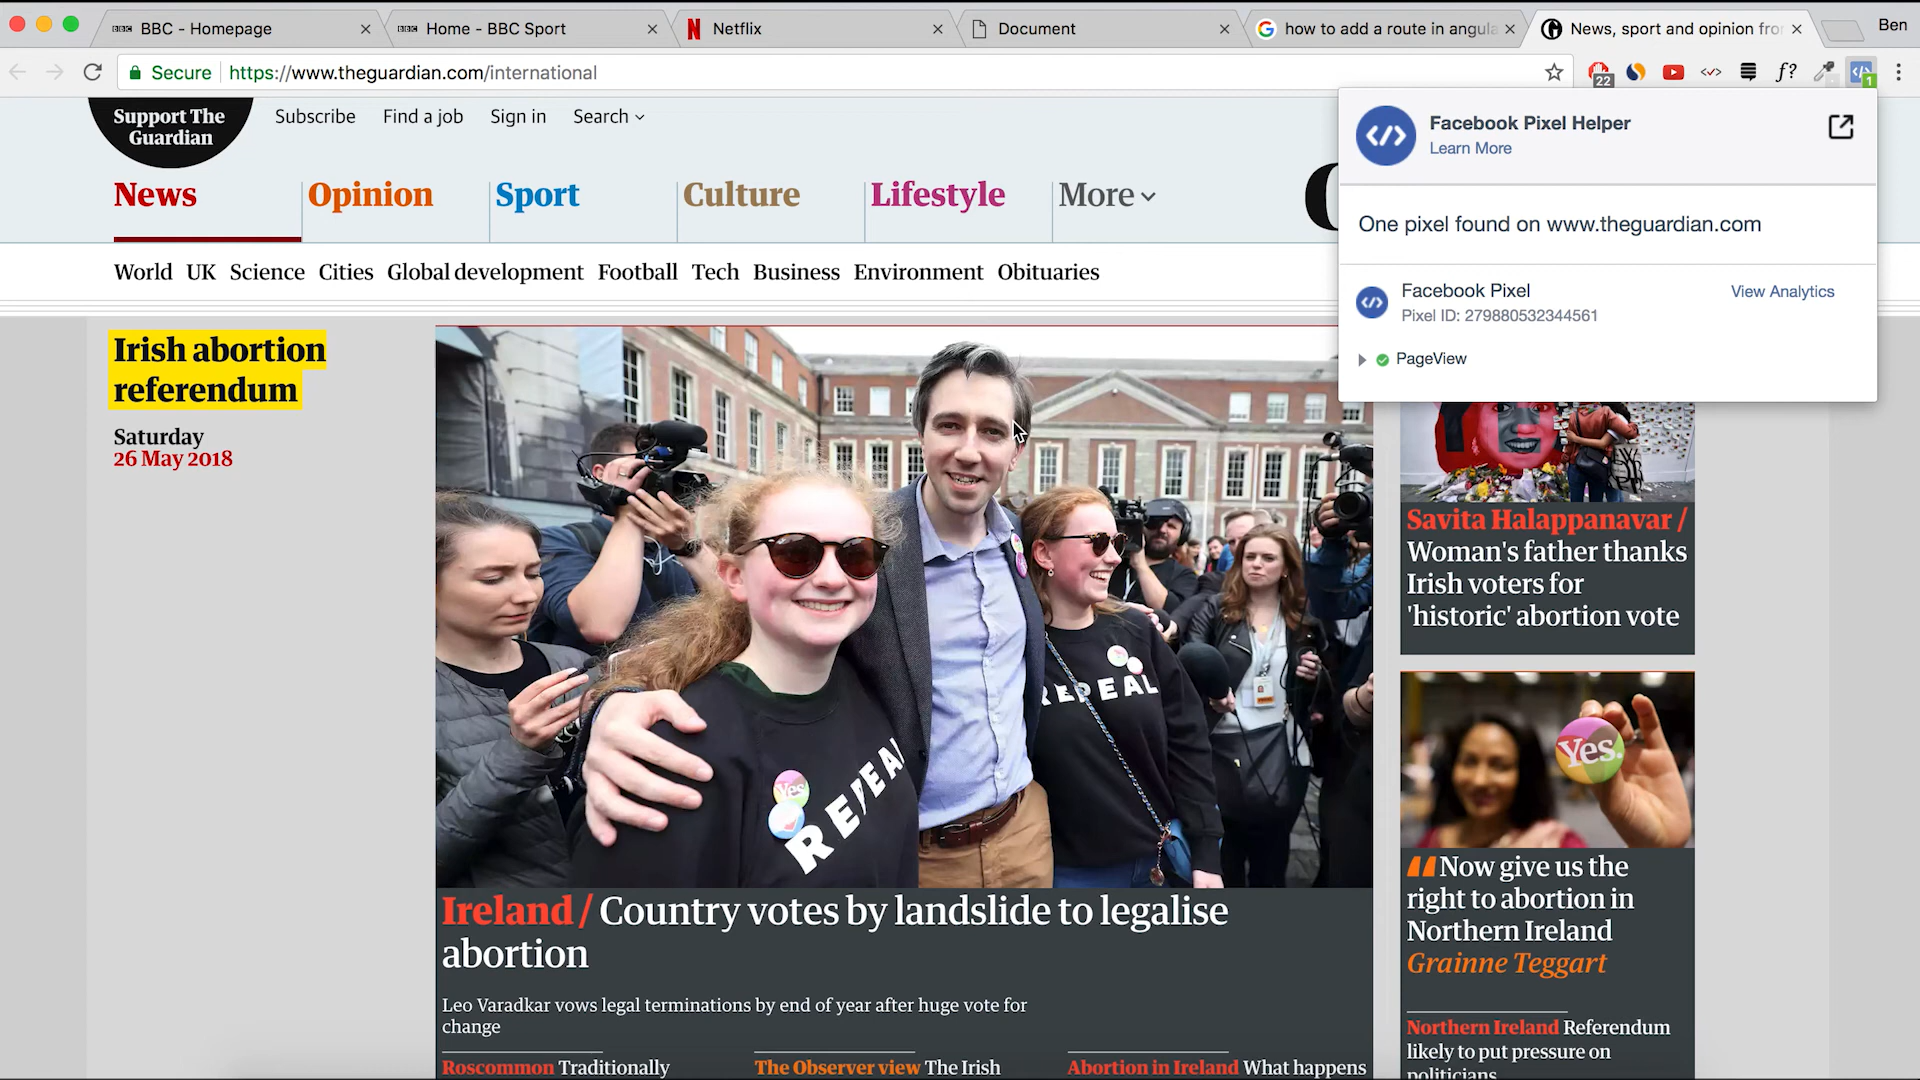 BBC - Homepage
Home - BBC Sport
Netflix
Document
how to add a route in angula
News, sport and opinion fro
Ben
Secure
https://www.theguardian.com/international
22
f?
1
Support The
Guardian
Subscribe
Find a job
Sign in
Search
News
Opinion
Sport
Culture
Lifestyle
More
World
UK
Science
Cities
Global development
Football
Tech
Business
Environment
Obituaries
Facebook Pixel Helper
Learn More
One pixel found on www.theguardian.com
Facebook Pixel
View Analytics
Pixel ID: 279880532344561
PageView
Irish abortion
referendum
Saturday
26 May 2018
REPEAL
Yes
REPEAL
Ireland / Country votes by landslide to legalise
abortion
Leo Varadkar vows legal terminations by end of year after huge vote for
change
Roscommon Traditionally
The Observer view The Irish
Abortion in Ireland What happens
Savita Halappanavar /
Woman's father thanks
Irish voters for
'historic' abortion vote
Yes.
Now give us the
right to abortion in
Northern Ireland
Grainne Teggart
Northern Ireland Referendum
likely to put pressure on
politicians